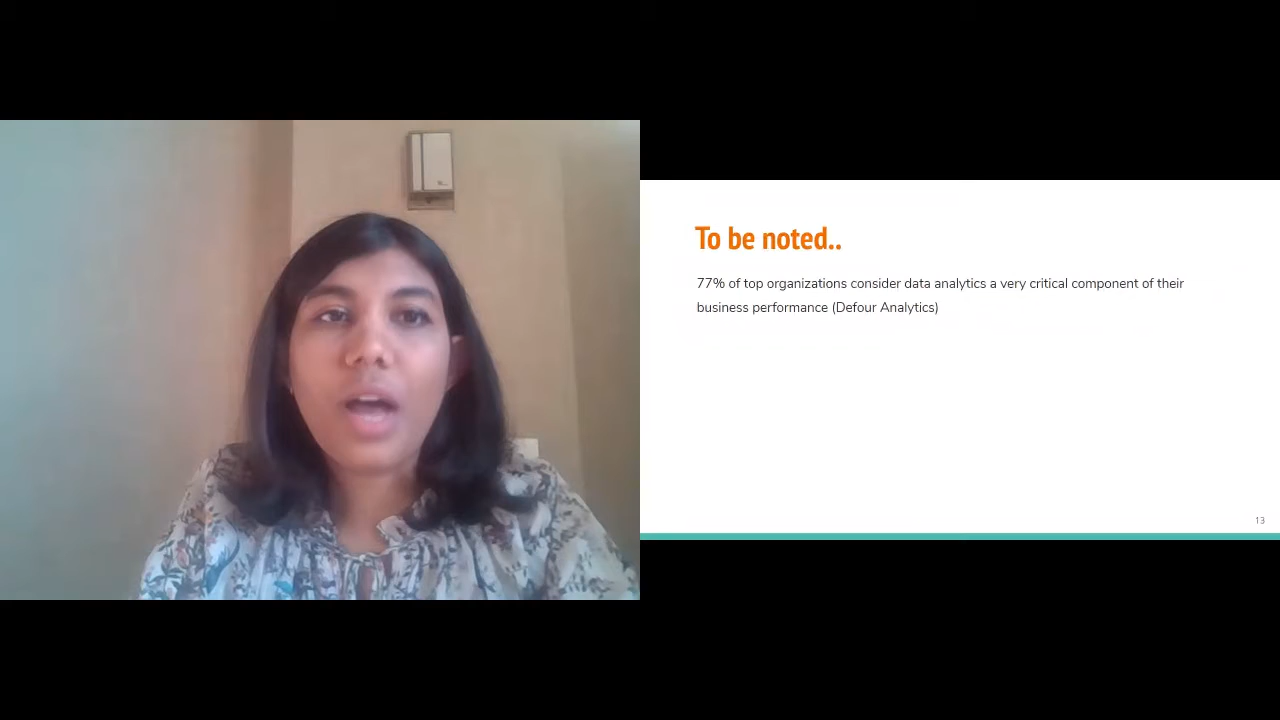 To be noted..
77% of top organizations consider data analytics a very critical component of their
business performance (Defour Analytics)
13